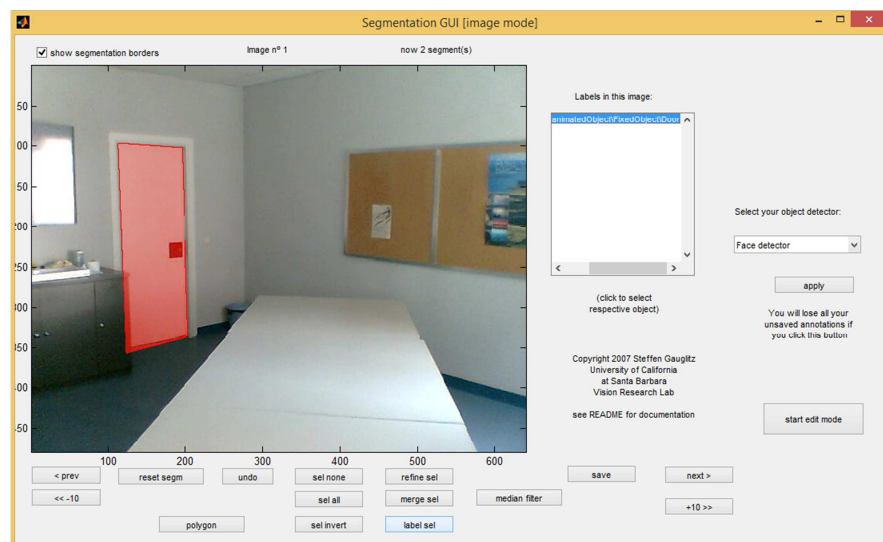 Segmentation GUI [image mode]
show segmentation borders
Image nº 1
now 2 segment(s)
50
00
50
200
250
300
350
400
450
100
200
300
400
500
600
Labels in this image:
animatedObject\FixedObject\Door
(click to select
respective object)
Copyright 2007 Steffen Gauglitz
University of California
at Santa Barbara
Vision Research Lab
see README for documentation
Select your object detector:
Face detector
apply
You will lose all your
unsaved annotations if
you click this button
start edit mode
< prev
reset segm
undo
sel none
refine sel
save
next >
<< -10
sel all
merge sel
median filter
+10 >>
polygon
sel invert
label sel